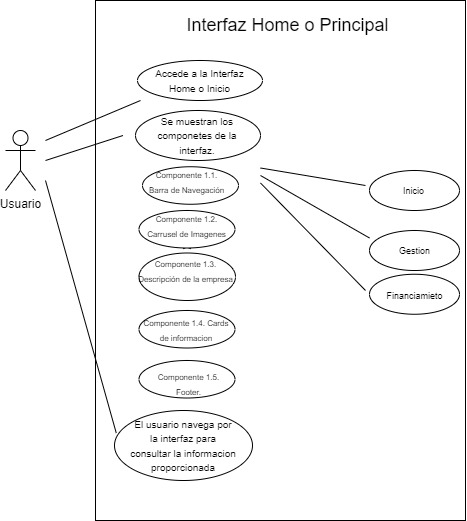 Interfaz Home o Principal
Accede a la Interfaz
Home o Inicio
Se muestran los
componetes de la
interfaz.
Componente 1.1.
Barra de Navegación
Inicio
Usuario
Componente 1.2.
Carrusel de Imagenes
Gestion
Componente 1.3.
Descripción de la empresa
Financiamieto
Componente 1.4. Cards
de informacion
Componente 1.5.
Footer.
El usuario navega por
la interfaz para
consultar la informacion
proporcionada